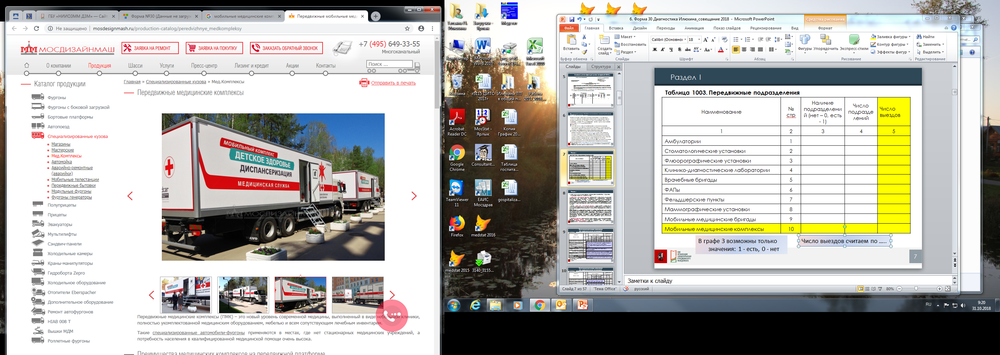 ГБУ «НИИОЗММ ДЗМ» — Сайт
Форма №30 (Данные не загруж
мобильные медицинские комп
Передвижные мобильные мед
Не защищено
mosdesignmash.ru/production-catalog/peredvizhnye_medkompleksy
МОСДИЗАЙНМАШ
ЗАЯВКА НА РЕМОНТ
ЗАЯВКА НА ПОКУПКУ
ЗАКАЗАТЬ ОБРАТНЫЙ ЗВОНОК
+7 (495) 649-33-55
Многоканальный
О компании
Продукция
Шасси
Услуги
Пресс-центр
Лизинг и кредит
Акции
Контакты
Поиск ...
Каталог продукции
Фургоны
Фургоны с боковой загрузкой
Бортовые платформы
Автопоезд
Специализированные кузова
Магазины
Мастерские
Мед.Комплексы
Автомойка
Аварийно-ремонтные
(аварийки)
Мобильные телестанции
Передвижные бытовки
Модульные фургоны
Фургоны генераторы
Полуприцепы
Прицепы
Эвакуаторы
Мультилифты
Сэндвич-панели
Холодильные камеры
Краны-манипуляторы
Гидроборта Zepro
Холодильное оборудование
Отопители Eberspacher
Дополнительное оборудование
Ремонт автофургонов
HIAB 008 T
Вышки МДМ
Роллетные фургоны
Главная » Специализированные кузова » Мед.Комплексы
Отправить в печать
Передвижные медицинские комплексы
МОБИЛЬНЫЙ КОМПЛЕКС
ДЕТСКОЕ ЗДОРОВЬЕ
ДИСПАНСЕРИЗАЦИЯ
МЕДИЦИНСКАЯ СЛУЖБА
МОСДИЗАЙНМАШ
VOLVO
Передвижные медицинские комплексы (ПМК) – это новый уровень современной медицины, выполненный в виде небольшой клиники,
полностью укомплектованной медицинским оборудованием, мебелью и всем сопутствующим лечебным инвентарем.
Такие специализированные автомобили-фургоны применяются в местах, где нет стационарных медицинских учреждений, а
потребность населения в квалифицированной медицинской помощи очень высока.
Преимущества медицинских комплексов на передвижной платформе
Татьяна П.
Илюхина
Загрузки -
Ярлык
Медстат
Компьютер
Microsoft
Word 2010
Microsoft
Excel 2010
Корзина
т5115 ЦИТО
2017г
Илюхина ТП
в общей п...
Работа
2017,2018,...
Acrobat
Reader DC
MosStat -
Ярлык
Копия
График 20...
Google
Chrome
Consultant...
Таблица
госпита...
TeamViewer
11
ЕАИС
Мосздрав
gospitaliza...
Firefox
medstat 2016
medstat 2015
3140_3155...
6. Форма 30 Диагностика Илюхина_совещание 2018 - Microsoft PowerPoint
Средства рисования
Файл
Главная
Вставка
Дизайн
Переходы
Анимация
Показ слайдов
Рецензирование
Вид
Формат
Вставить
Буфер обмена
Создать
слайд
Макет
Восстановить
Раздел
Слайды
Calibri (Основноі
18
Шрифт
Абзац
Фигуры
Упорядочить
Экспресс-стили
Заливка фигуры
Контур фигуры
Эффекты фигур
Рисование
Найти
Заменить
Выделить
Редактирование
Слайды
Структура
5
6
7
8
9
10
Раздел I
Таблица 1003. Передвижные подразделения
Наименование
№
стр
Наличие
подразделени
й (нет – 0, есть
- 1)
Число
подразде
лений
Число
выездов
1 2 3 4 5
Амбулатории 1
Стоматологические установки 2
Флюорографические установки 3
Клинико-диагностические лаборатории 4
Врачебные бригады 5
ФАПы 6
Фельдшерские пункты 7
Маммографические установки 8
Мобильные медицинские бригады 9
Мобильные медицинские комплексы 10
В графе 3 возможны только
значения: 1 - есть, 0 - нет
Число выездов считаем по .....
НИИ
ОРГАНИЗАЦИИ
ЗДРАВООХРАНЕНИЯ
И МЕДИЦИНСКОГО
МЕНЕДЖМЕНТА
7
Заметки к слайду
Слайд 7 из 57
"Тема Office"
русский
80%
RU
9:20
31.10.2018